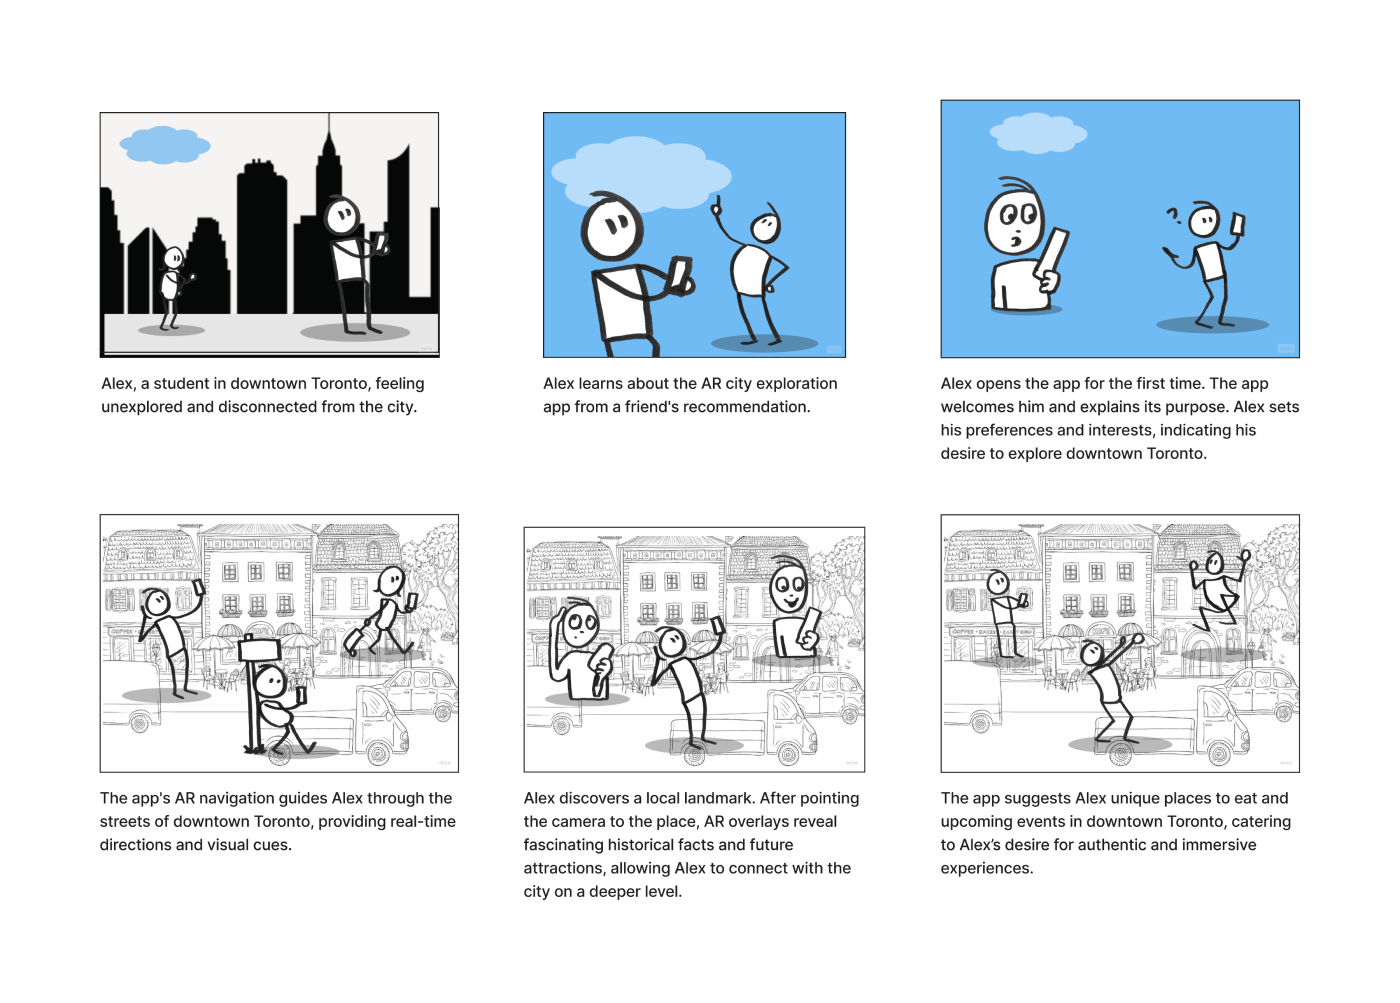 Alex, a student in downtown Toronto, feeling
unexplored and disconnected from the city.
Alex learns about the AR city exploration
app from a friend's recommendation.
Alex opens the app for the first time. The app
welcomes him and explains its purpose. Alex sets
his preferences and interests, indicating his
desire to explore downtown Toronto.
The app's AR navigation guides Alex through the
streets of downtown Toronto, providing real-time
directions and visual cues.
Alex discovers a local landmark. After pointing
the camera to the place, AR overlays reveal
fascinating historical facts and future
attractions, allowing Alex to connect with the
city on a deeper level.
The app suggests Alex unique places to eat and
upcoming events in downtown Toronto, catering
to Alex’s desire for authentic and immersive
experiences.